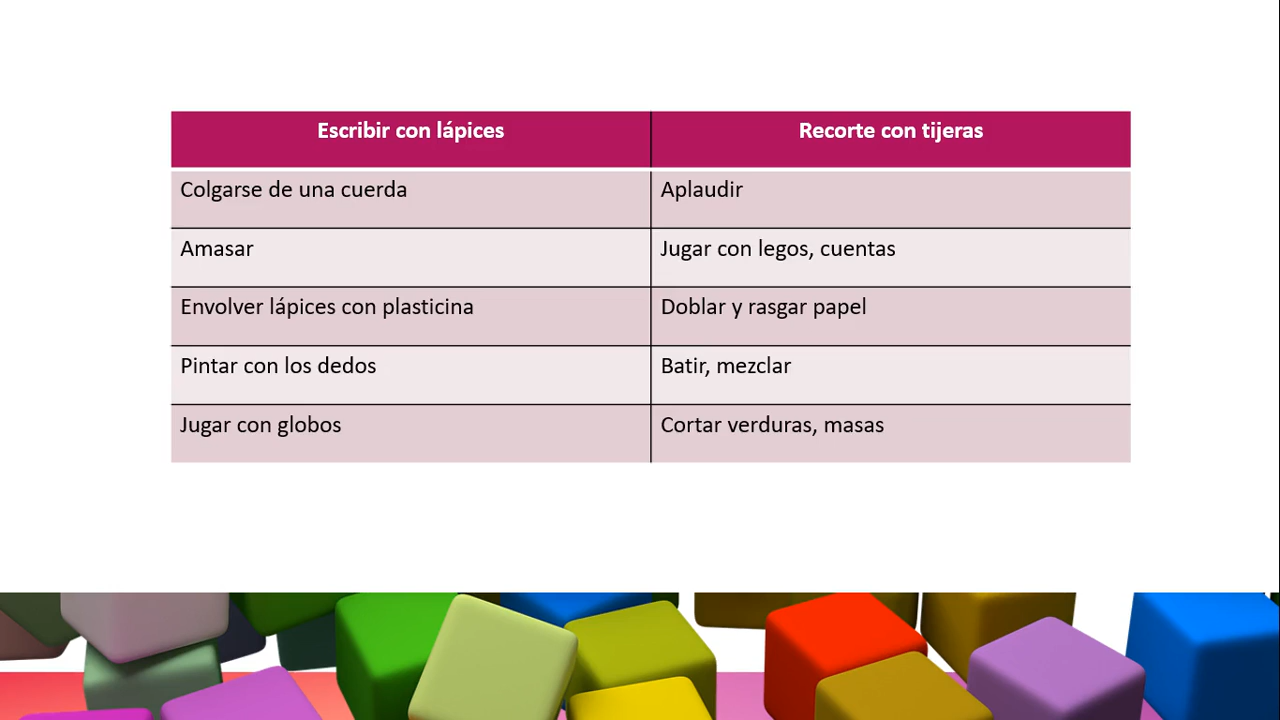 Escribir con lápices
Recorte con tijeras
Colgarse de una cuerda
Aplaudir
Amasar
Jugar con legos, cuentas
Envolver lápices con plasticina
Doblar y rasgar papel
Pintar con los dedos
Batir, mezclar
Jugar con globos
Cortar verduras, masas